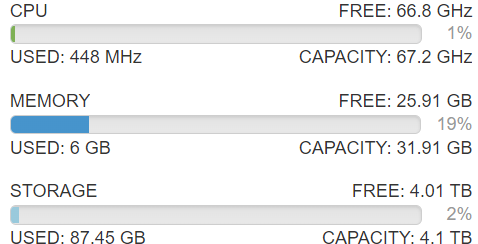 CPU FREE: 66.8 GHz
1%
USED: 448 MHz CAPACITY: 67.2 GHz
MEMORY FREE: 25.91 GB
19%
USED: 6 GB CAPACITY: 31.91 GB
STORAGE FREE: 4.01 TB
2%
USED: 87.45 GB CAPACITY: 4.1 TB